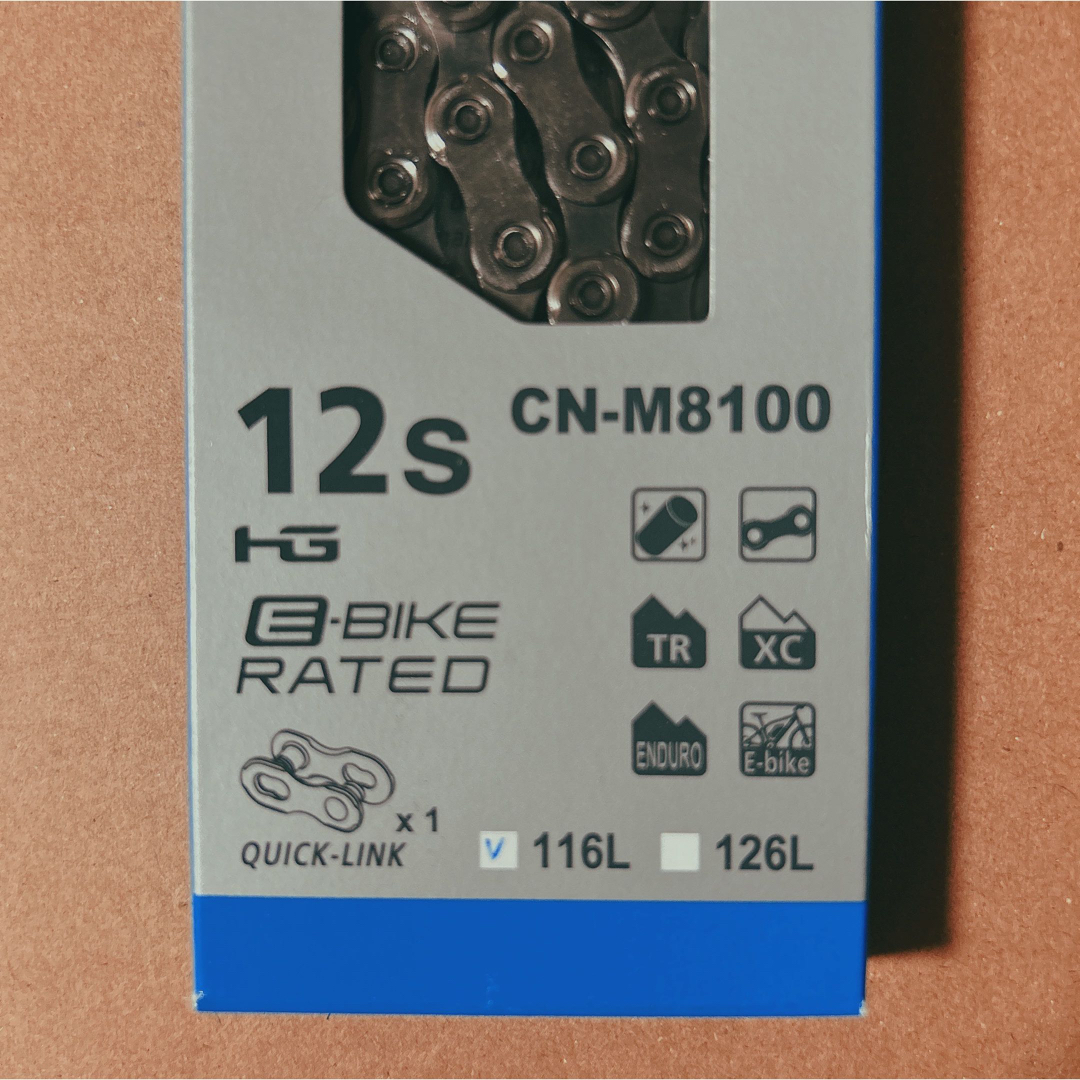 12s
CN-M8100
HG
E-BIKE
RATED
TR
XC
ENDURO
E-bike
x 1
QUICK-LINK
V 116L 126L